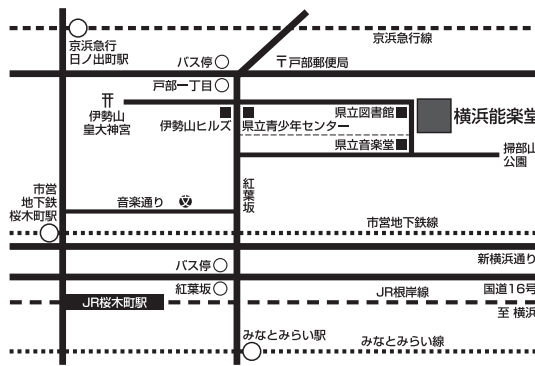 京浜急行線
京浜急行
日ノ出町駅
バス停
〒戸部郵便局
戸部一丁目
伊勢山
皇大神宮
伊勢山ヒルズ
県立青少年センター
県立図書館
横浜能楽堂
県立音楽堂
掃部山
公園
市営
地下鉄
桜木町駅
音楽通り
紅葉坂
市営地下鉄線
新横浜通り
バス停
紅葉坂
国道16号
JR桜木町駅
JR根岸線
至 横浜
みなとみらい駅
みなとみらい線